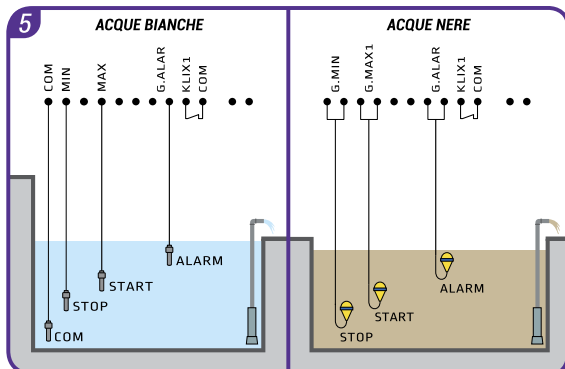 5
ACQUE BIANCHE
COM MIN MAX G.ALAR KLIX1 COM
ALARM
START
STOP
COM
ACQUE NERE
G.MIN G.MAX1 G.ALAR KLIX1 COM
ALARM
START
STOP